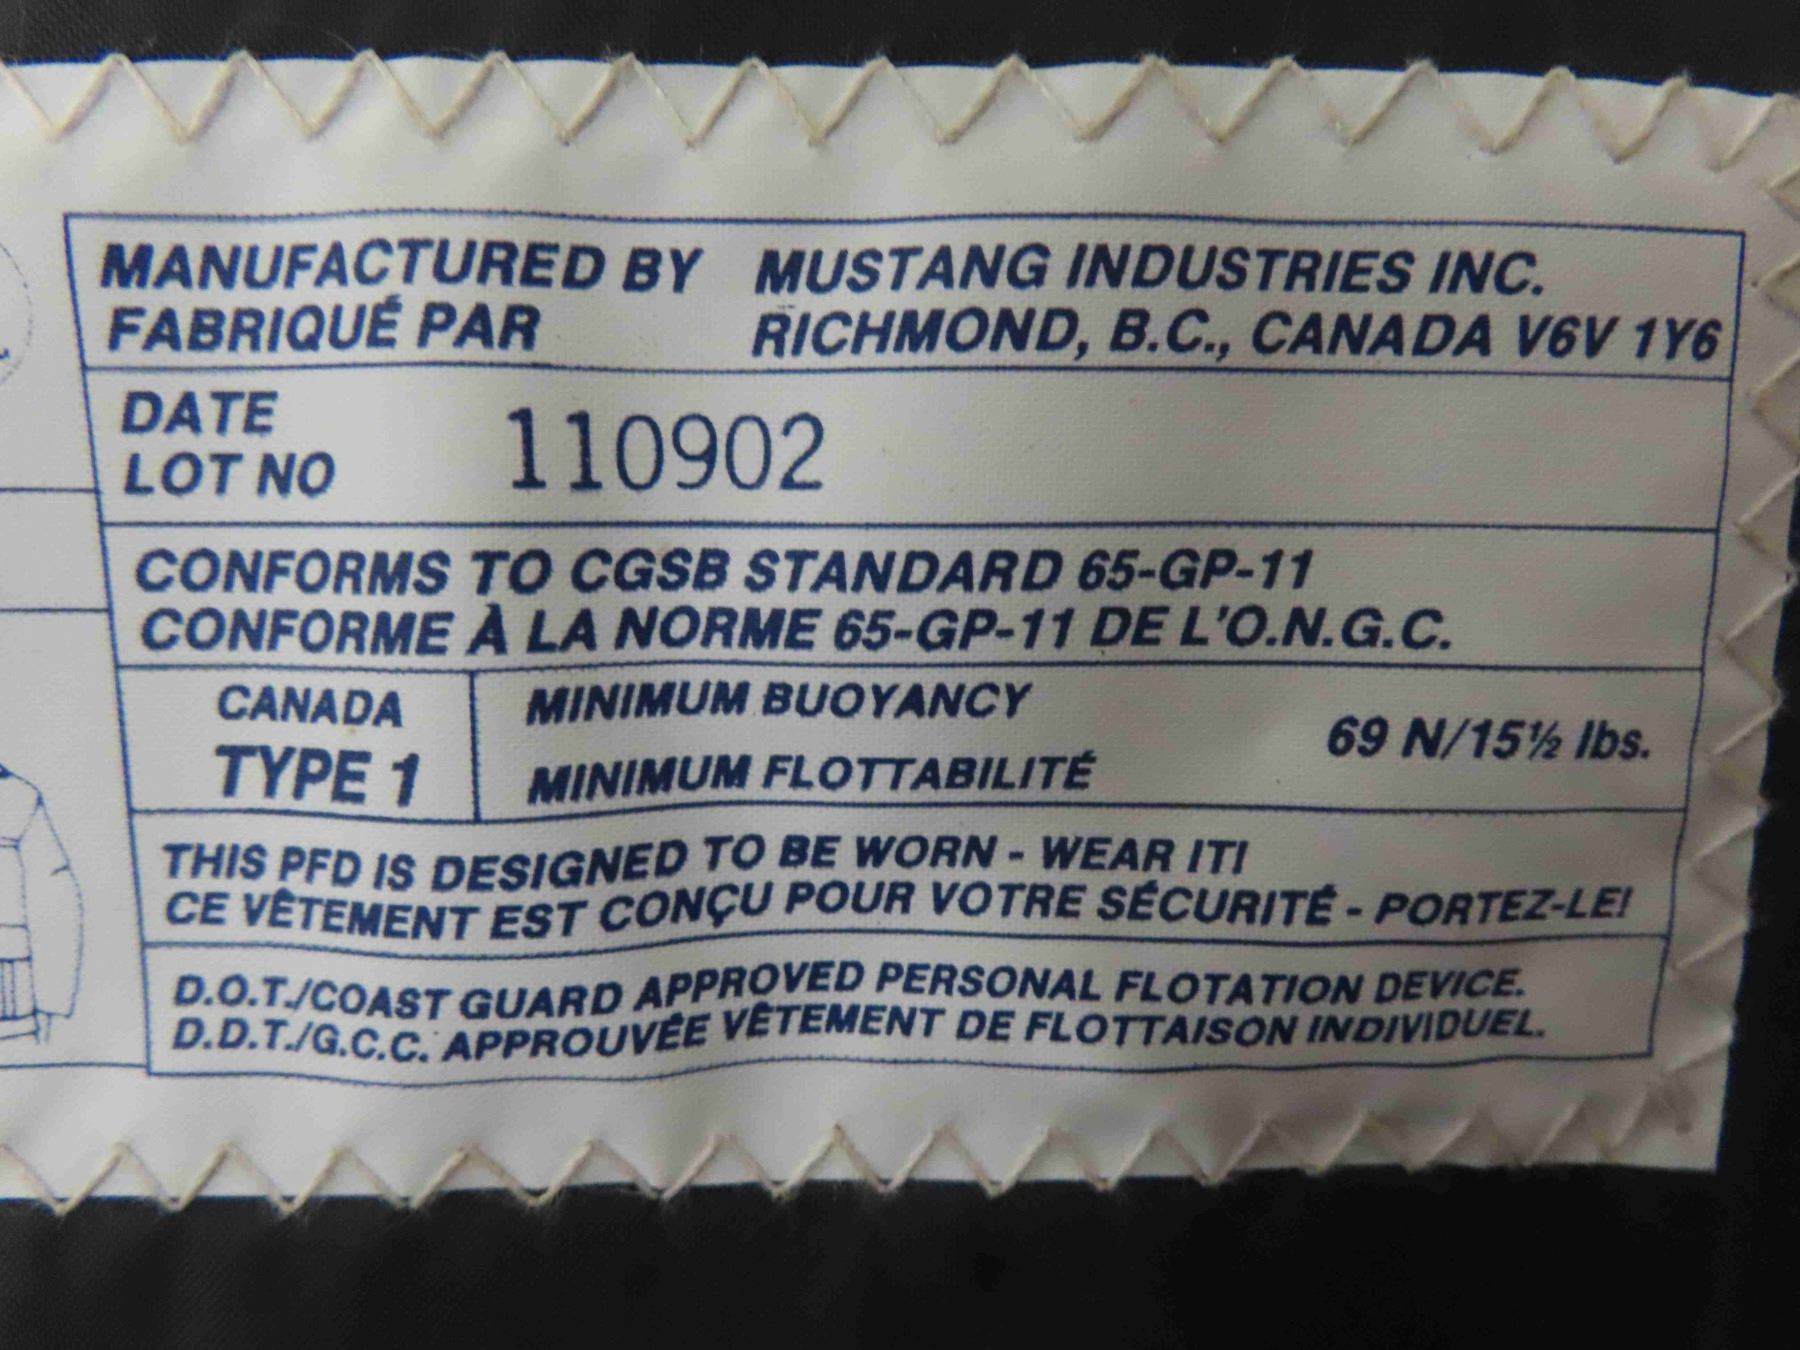 MANUFACTURED BY MUSTANG INDUSTRIES INC.
FABRIQUÉ PAR RICHMOND, B.C., CANADA V6V 1Y6
DATE
LOT NO 110902
CONFORMS TO CGSB STANDARD 65-GP-11
CONFORME À LA NORME 65-GP-11 DE L'O.N.G.C.
CANADA
TYPE 1
MINIMUM BUOYANCY
MINIMUM FLOTTABILITÉ
69 N/15½ lbs.
THIS PFD IS DESIGNED TO BE WORN - WEAR IT!
CE VÊTEMENT EST CONÇU POUR VOTRE SÉCURITÉ - PORTEZ-LE!
D.O.T./COAST GUARD APPROVED PERSONAL FLOTATION DEVICE.
D.D.T./G.C.C. APPROUVÉE VÊTEMENT DE FLOTTAISON INDIVIDUEL.